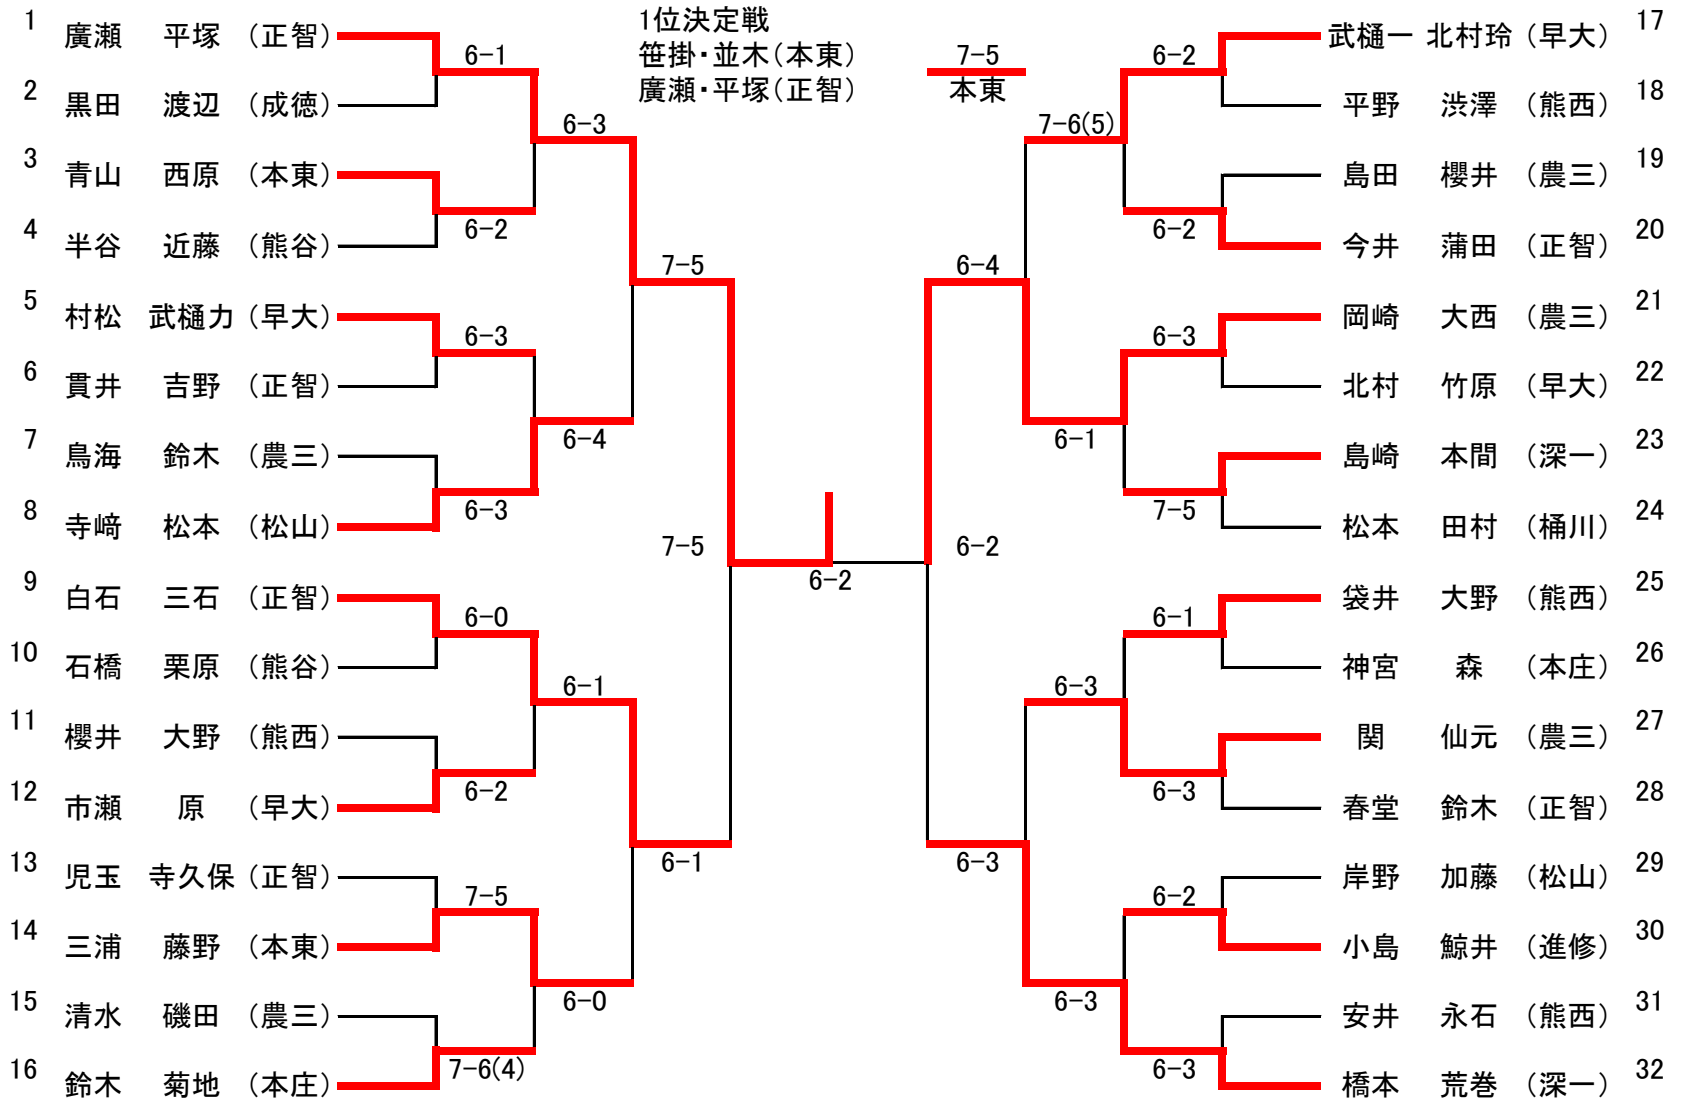 1位決定戦
笹掛・並木(本東)
廣瀬・平塚(正智)
7-5
本東
1 廣瀬 平塚 (正智)
2 黒田 渡辺 (成徳)
3 青山 西原 (本東)
4 半谷 近藤 (熊谷)
5 村松 武樋力 (早大)
6 貫井 吉野 (正智)
7 鳥海 鈴木 (農三)
8 寺﨑 松本 (松山)
9 白石 三石 (正智)
10 石橋 栗原 (熊谷)
11 櫻井 大野 (熊西)
12 市瀬 原 (早大)
13 児玉 寺久保 (正智)
14 三浦 藤野 (本東)
15 清水 磯田 (農三)
16 鈴木 菊地 (本庄)
6-1
6-2
6-3
6-3
6-0
6-2
7-5
7-6(4)
6-3
6-4
6-1
6-0
7-5
6-1
7-5
6-2
6-2
6-4
6-3
7-6(5)
6-1
6-3
6-3
6-2
6-2
6-3
7-5
6-1
6-3
6-2
6-3
武樋一 北村玲 (早大) 17
平野 渋澤 (熊西) 18
島田 櫻井 (農三) 19
今井 蒲田 (正智) 20
岡崎 大西 (農三) 21
北村 竹原 (早大) 22
島崎 本間 (深一) 23
松本 田村 (桶川) 24
袋井 大野 (熊西) 25
神宮 森 (本庄) 26
関 仙元 (農三) 27
春堂 鈴木 (正智) 28
岸野 加藤 (松山) 29
小島 鯨井 (進修) 30
安井 永石 (熊西) 31
橋本 荒巻 (深一) 32